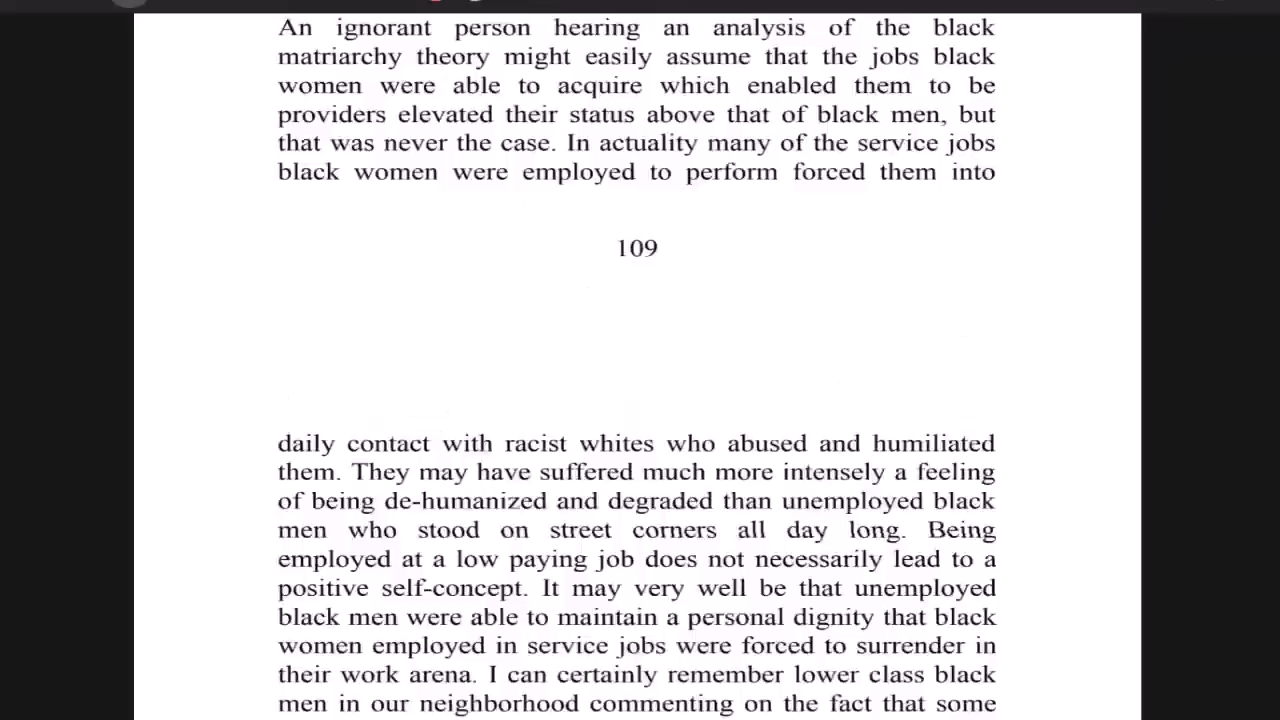 An ignorant person hearing an analysis of the black
matriarchy theory might easily assume that the jobs black
women were able to acquire which enabled them to be
providers elevated their status above that of black men, but
that was never the case. In actuality many of the service jobs
black women were employed to perform forced them into
109
daily contact with racist whites who abused and humiliated
them. They may have suffered much more intensely a feeling
of being de-humanized and degraded than unemployed black
men who stood on street corners all day long. Being
employed at a low paying job does not necessarily lead to a
positive self-concept. It may very well be that unemployed
black men were able to maintain a personal dignity that black
women employed in service jobs were forced to surrender in
their work arena. I can certainly remember lower class black
men in our neighborhood commenting on the fact that some